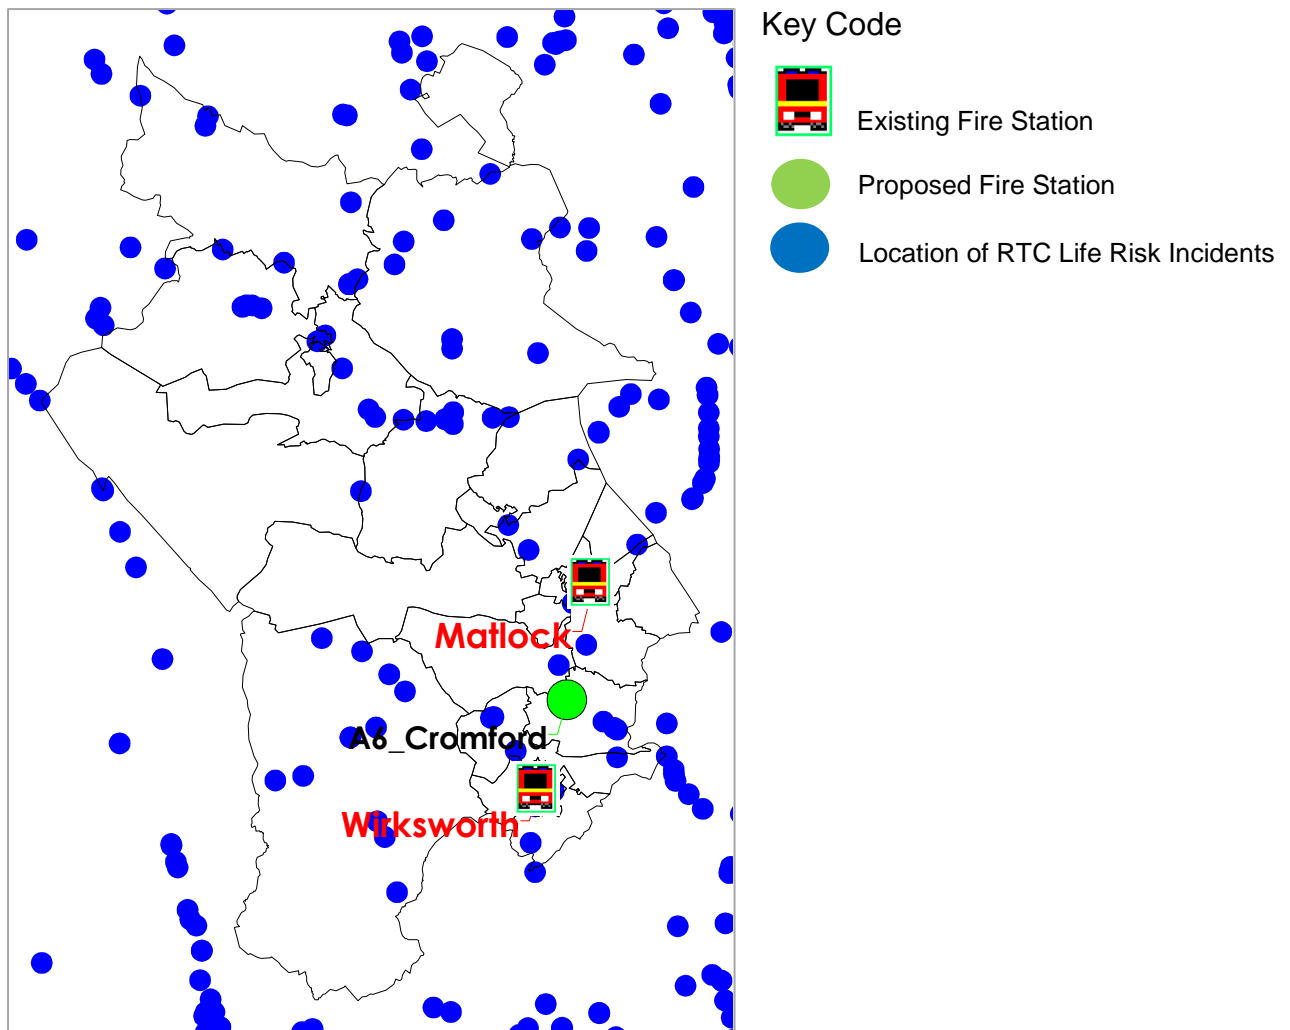 Key Code
Existing Fire Station
Proposed Fire Station
Location of RTC Life Risk Incidents
Matlock
A6_Cromford
Wirksworth